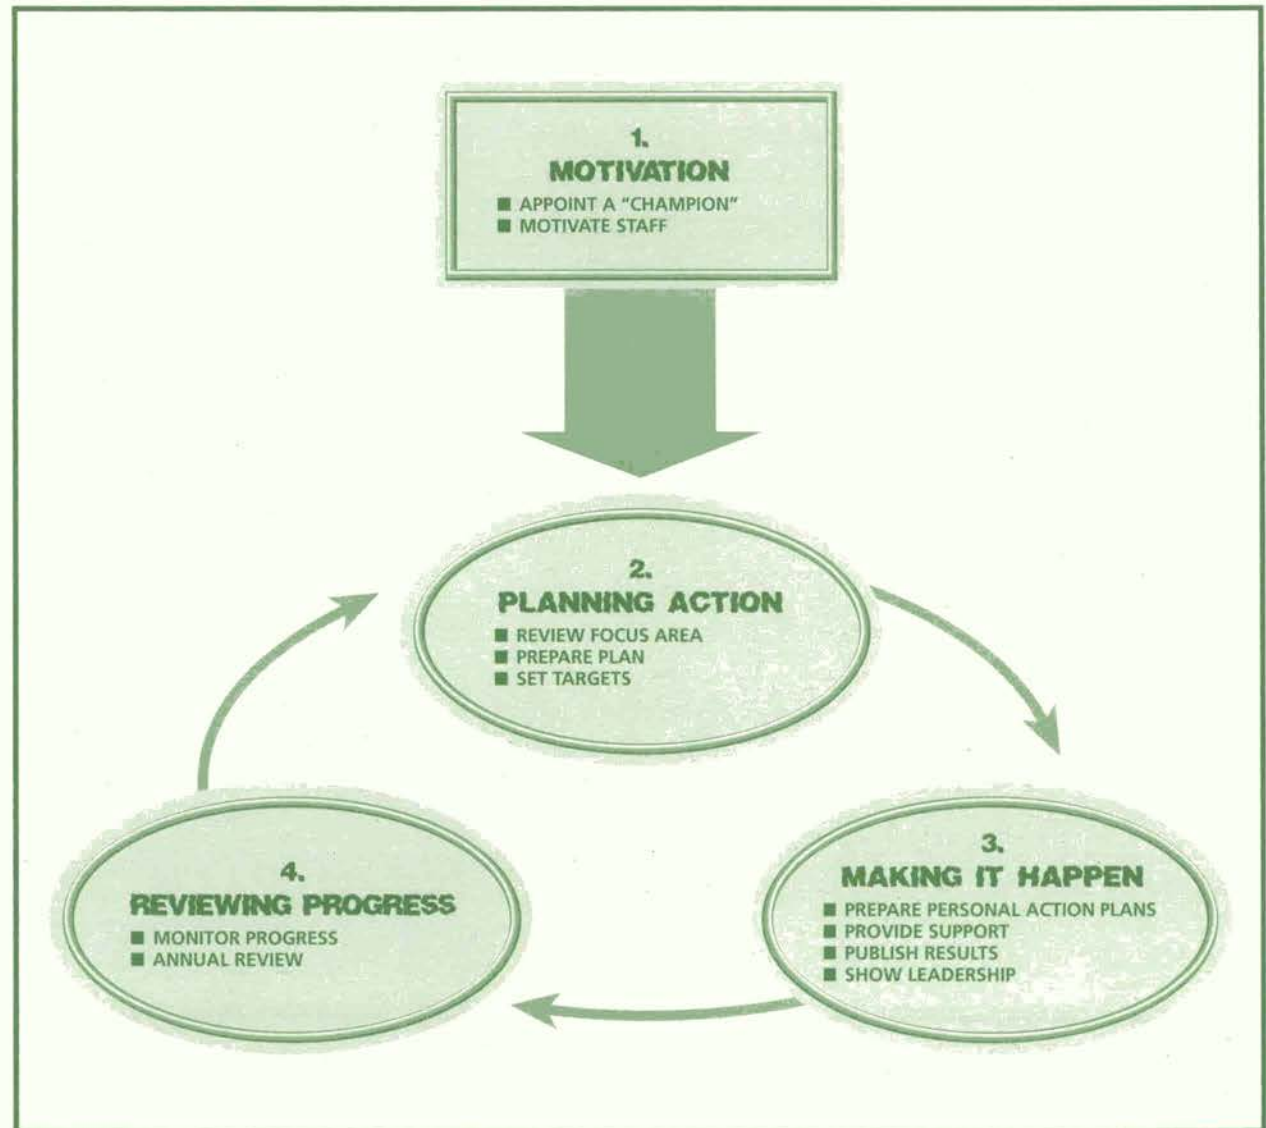 1.
MOTIVATION
■ APPOINT A "CHAMPION"
■ MOTIVATE STAFF
2.
PLANNING ACTION
■ REVIEW FOCUS AREA
■ PREPARE PLAN
■ SET TARGETS
3.
MAKING IT HAPPEN
■ PREPARE PERSONAL ACTION PLANS
■ PROVIDE SUPPORT
■ PUBLISH RESULTS
■ SHOW LEADERSHIP
4.
REVIEWING PROGRESS
■ MONITOR PROGRESS
■ ANNUAL REVIEW